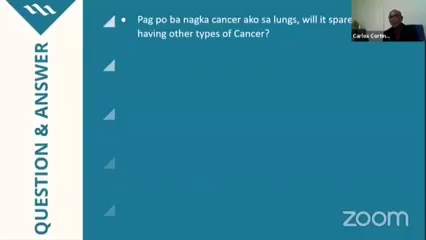 Pag po ba nagka cancer ako sa lungs, will it spare
having other types of Cancer?
QUESTION & ANSWER
Carlos Cortin...
zoom